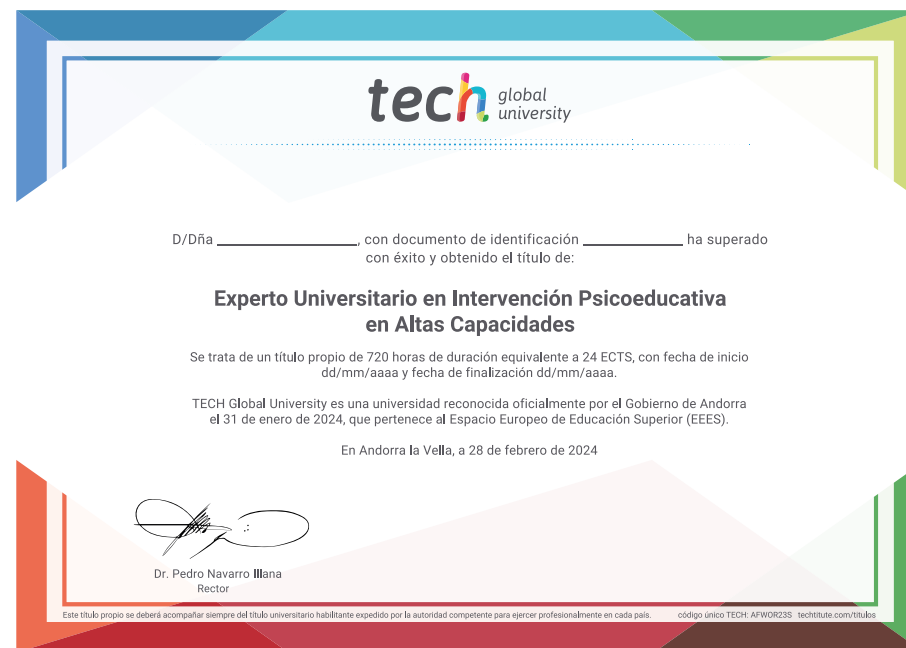 tech global university
D/Dña ______________, con documento de identificación __________ ha superado
con éxito y obtenido el título de:
Experto Universitario en Intervención Psicoeducativa
en Altas Capacidades
Se trata de un título propio de 720 horas de duración equivalente a 24 ECTS, con fecha de inicio
dd/mm/aaaa y fecha de finalización dd/mm/aaaa.
TECH Global University es una universidad reconocida oficialmente por el Gobierno de Andorra
el 31 de enero de 2024, que pertenece al Espacio Europeo de Educación Superior (EEES).
En Andorra la Vella, a 28 de febrero de 2024
Dr. Pedro Navarro Illana
Rector
Este título propio se deberá acompañar siempre del título universitario habilitante expedido por la autoridad competente para ejercer profesionalmente en cada país. código único TECH: AFWOR23S techtitute.com/titulos